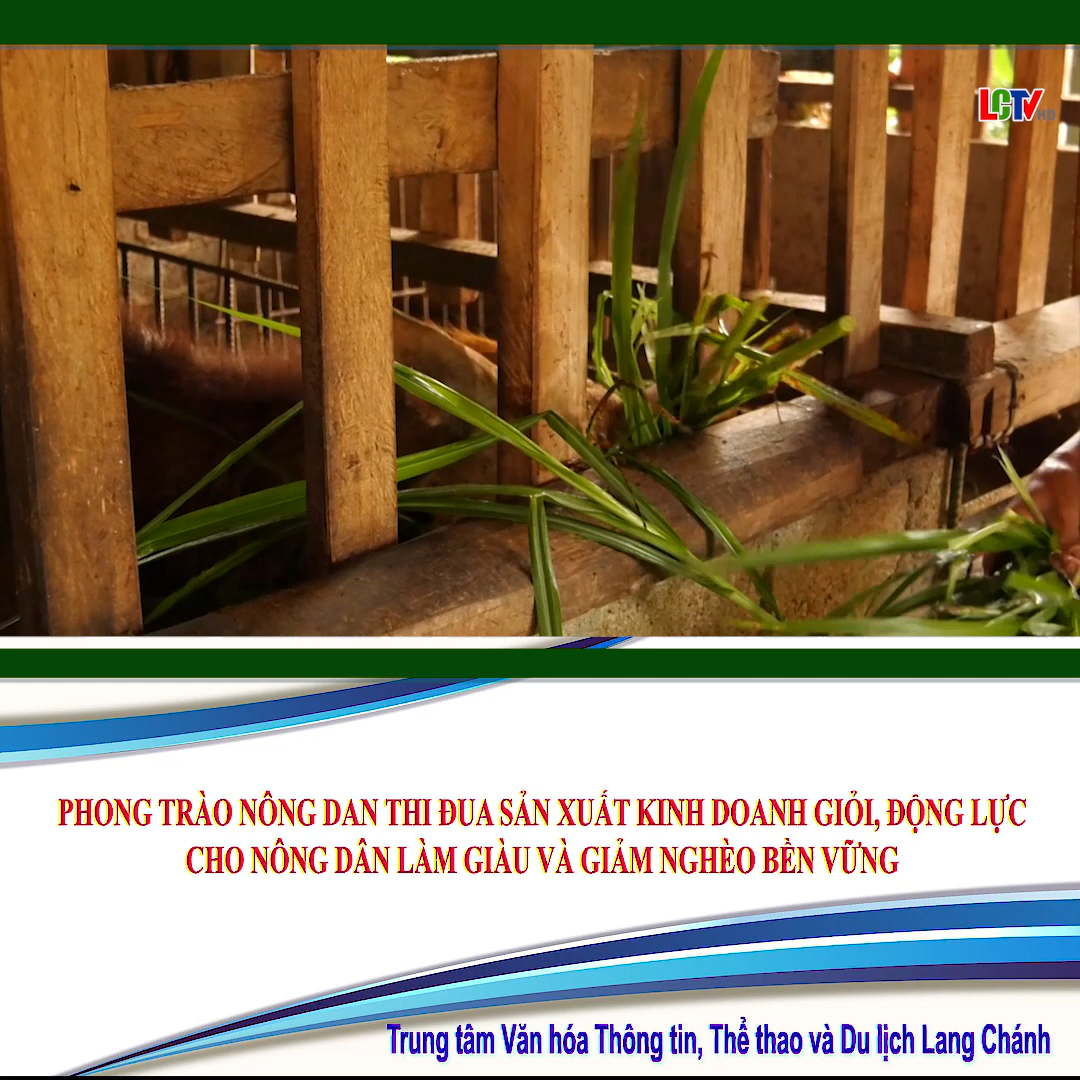 LCTV HD
PHONG TRÀO NÔNG DAN THI ĐUA SẢN XUẤT KINH DOANH GIỎI, ĐỘNG LỰC
CHO NÔNG DÂN LÀM GIÀU VÀ GIẢM NGHÈO BỀN VỮNG
Trung tâm Văn hóa Thông tin, Thể thao và Du lịch Lang Chánh